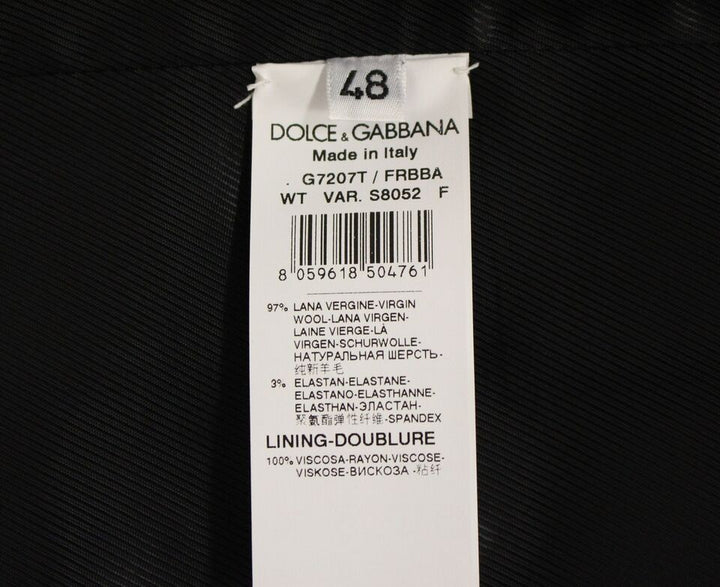 48
DOLCE & GABBANA
Made in Italy
. G7207T / FRBBA
WT VAR. S8052 F
8 059618 504761
97% LANA VERGINE-VIRGIN
WOOL-LANA VIRGEN-
LAINE VIERGE-LÀ
VIRGEN-SCHURWOLLE-
НАТУРАЛЬНАЯ ШЕРСТЬ-
纯新羊毛
3% ELASTAN-ELASTANE-
ELASTANO-ELASTHANNE-
ELASTHAN-ЭЛАСТАН-
聚氨酯弹性纤维-SPANDEX
LINING-DOUBLURE
100% VISCOSA-RAYON-VISCOSE-
VISKOSE-ВИСКОЗА -粘纤